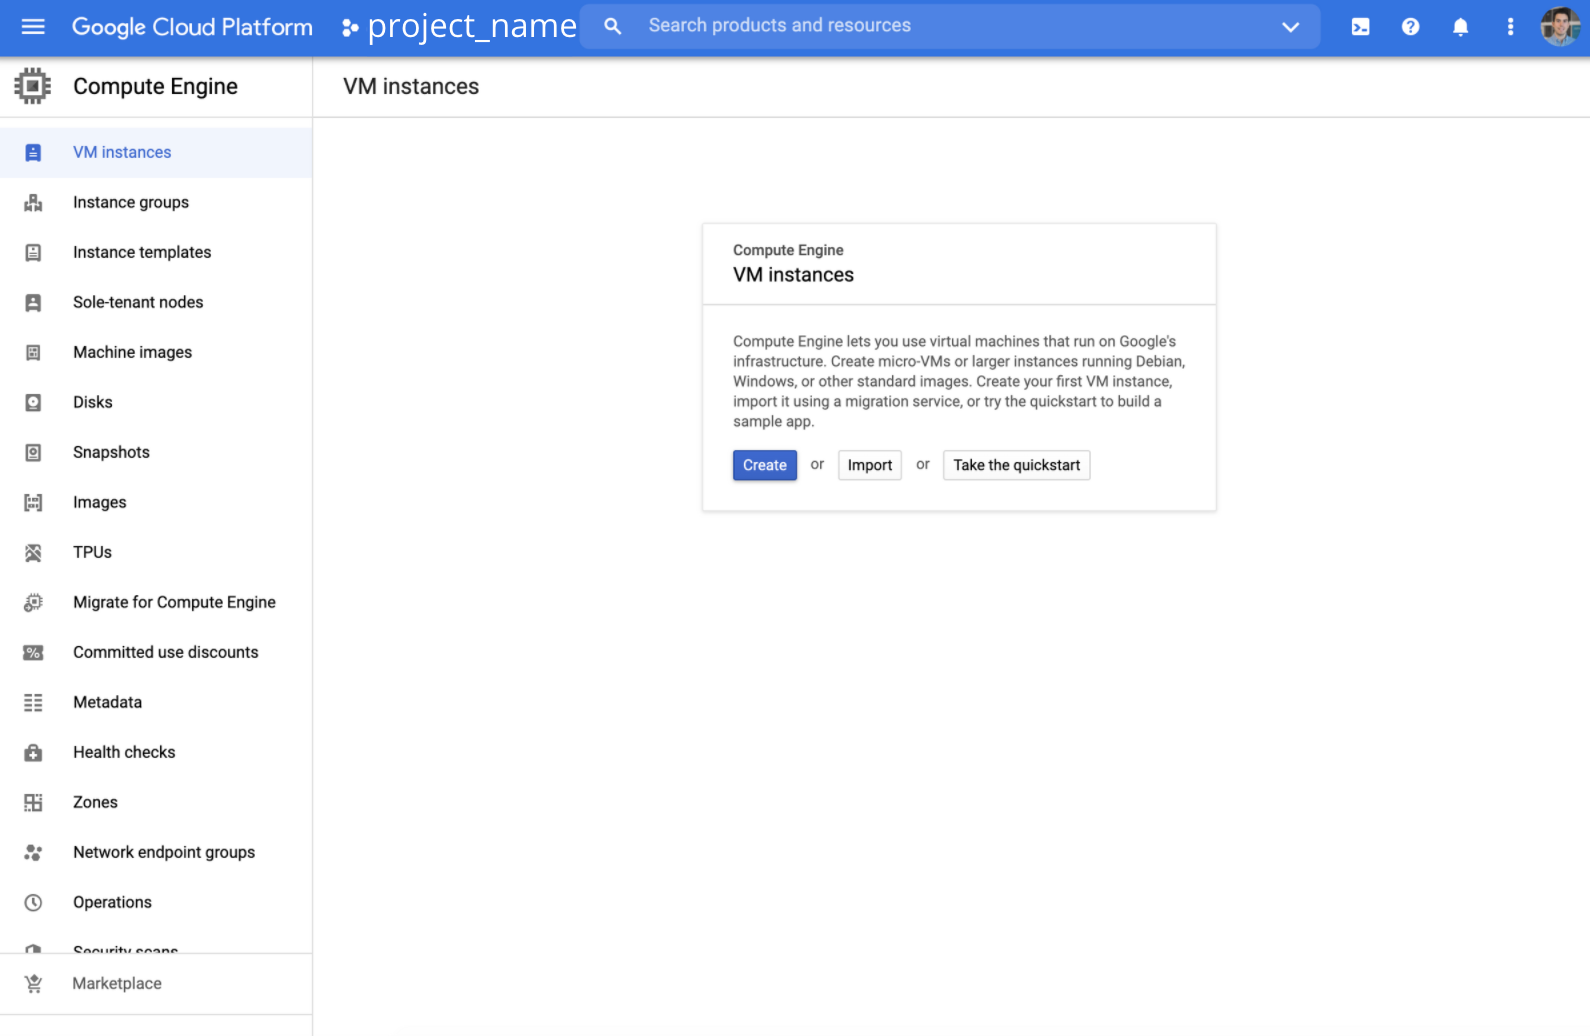 Google Cloud Platform
project_name
Search products and resources
Compute Engine
VM instances
VM instances
Instance groups
Instance templates
Sole-tenant nodes
Machine images
Disks
Snapshots
Images
TPUs
Migrate for Compute Engine
Committed use discounts
Metadata
Health checks
Zones
Network endpoint groups
Operations
Security scans
Marketplace
Compute Engine
VM instances
Compute Engine lets you use virtual machines that run on Google's
infrastructure. Create micro-VMs or larger instances running Debian,
Windows, or other standard images. Create your first VM instance,
import it using a migration service, or try the quickstart to build a
sample app.
Create or Import or Take the quickstart